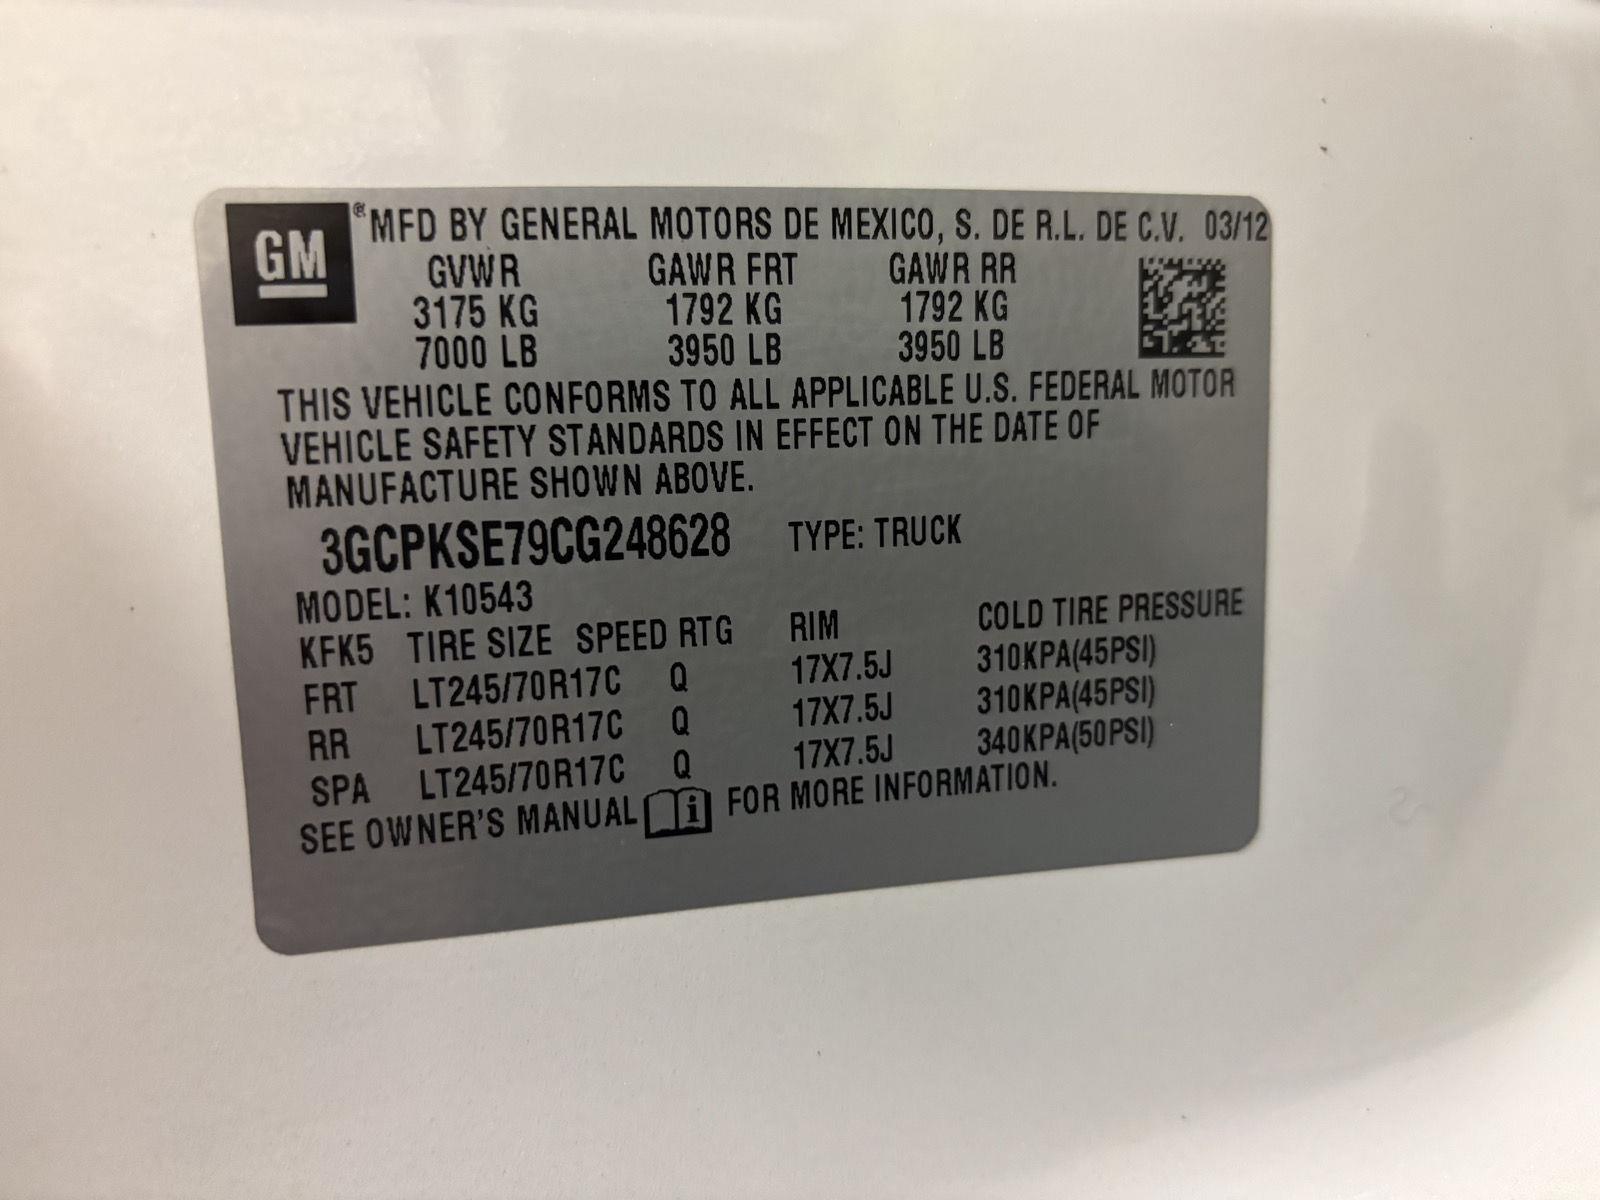 GM ® MFD BY GENERAL MOTORS DE MEXICO, S. DE R.L. DE C.V. 03/12
GVWR GAWR FRT GAWR RR
3175 KG 1792 KG 1792 KG
7000 LB 3950 LB 3950 LB
THIS VEHICLE CONFORMS TO ALL APPLICABLE U.S. FEDERAL MOTOR
VEHICLE SAFETY STANDARDS IN EFFECT ON THE DATE OF
MANUFACTURE SHOWN ABOVE.
3GCPKSE79CG248628 TYPE: TRUCK
MODEL: K10543
KFK5 TIRE SIZE SPEED RTG RIM COLD TIRE PRESSURE
FRT LT245/70R17C Q 17X7.5J 310KPA(45PSI)
RR LT245/70R17C Q 17X7.5J 310KPA(45PSI)
SPA LT245/70R17C Q 17X7.5J 340KPA(50PSI)
SEE OWNER'S MANUAL i FOR MORE INFORMATION.